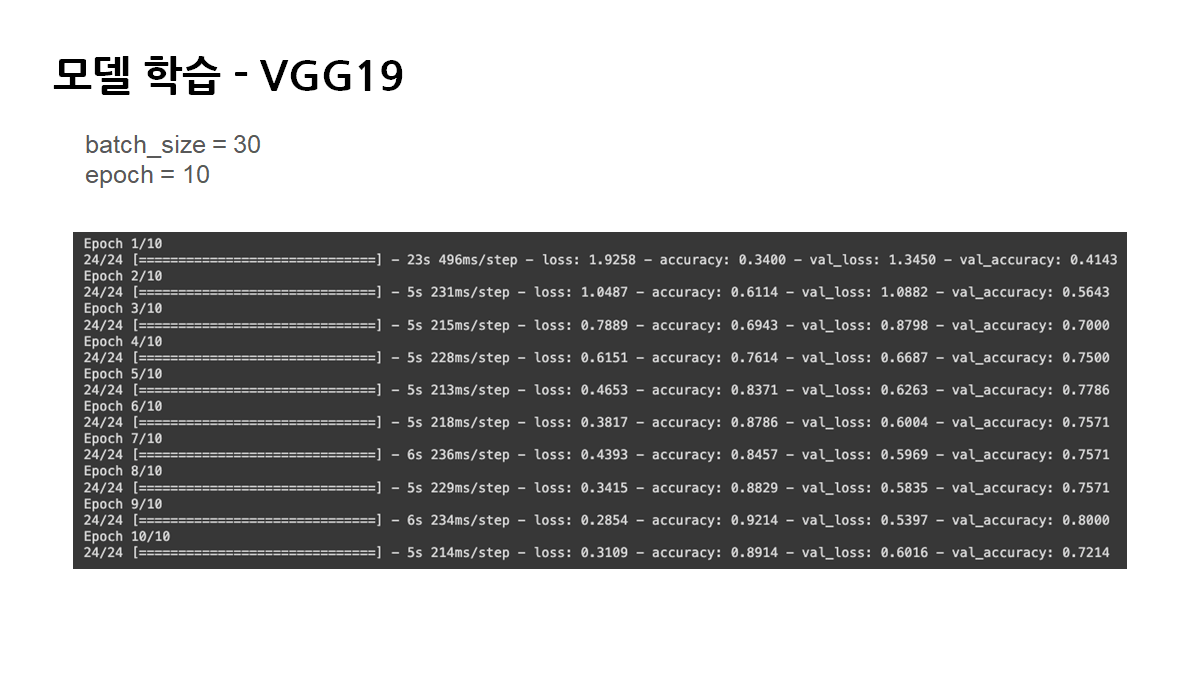 모델 학습 - VGG19
batch_size = 30
epoch = 10
Epoch 1/10
24/24 [==============================] - 23s 496ms/step - loss: 1.9258 - accuracy: 0.3400 - val_loss: 1.3450 - val_accuracy: 0.4143
Epoch 2/10
24/24 [==============================] - 5s 231ms/step - loss: 1.0487 - accuracy: 0.6114 - val_loss: 1.0882 - val_accuracy: 0.5643
Epoch 3/10
24/24 [==============================] - 5s 215ms/step - loss: 0.7889 - accuracy: 0.6943 - val_loss: 0.8798 - val_accuracy: 0.7000
Epoch 4/10
24/24 [==============================] - 5s 228ms/step - loss: 0.6151 - accuracy: 0.7614 - val_loss: 0.6687 - val_accuracy: 0.7500
Epoch 5/10
24/24 [==============================] - 5s 213ms/step - loss: 0.4653 - accuracy: 0.8371 - val_loss: 0.6263 - val_accuracy: 0.7786
Epoch 6/10
24/24 [==============================] - 5s 218ms/step - loss: 0.3817 - accuracy: 0.8786 - val_loss: 0.6004 - val_accuracy: 0.7571
Epoch 7/10
24/24 [==============================] - 6s 236ms/step - loss: 0.4393 - accuracy: 0.8457 - val_loss: 0.5969 - val_accuracy: 0.7571
Epoch 8/10
24/24 [==============================] - 5s 229ms/step - loss: 0.3415 - accuracy: 0.8829 - val_loss: 0.5835 - val_accuracy: 0.7571
Epoch 9/10
24/24 [==============================] - 6s 234ms/step - loss: 0.2854 - accuracy: 0.9214 - val_loss: 0.5397 - val_accuracy: 0.8000
Epoch 10/10
24/24 [==============================] - 5s 214ms/step - loss: 0.3109 - accuracy: 0.8914 - val_loss: 0.6016 - val_accuracy: 0.7214